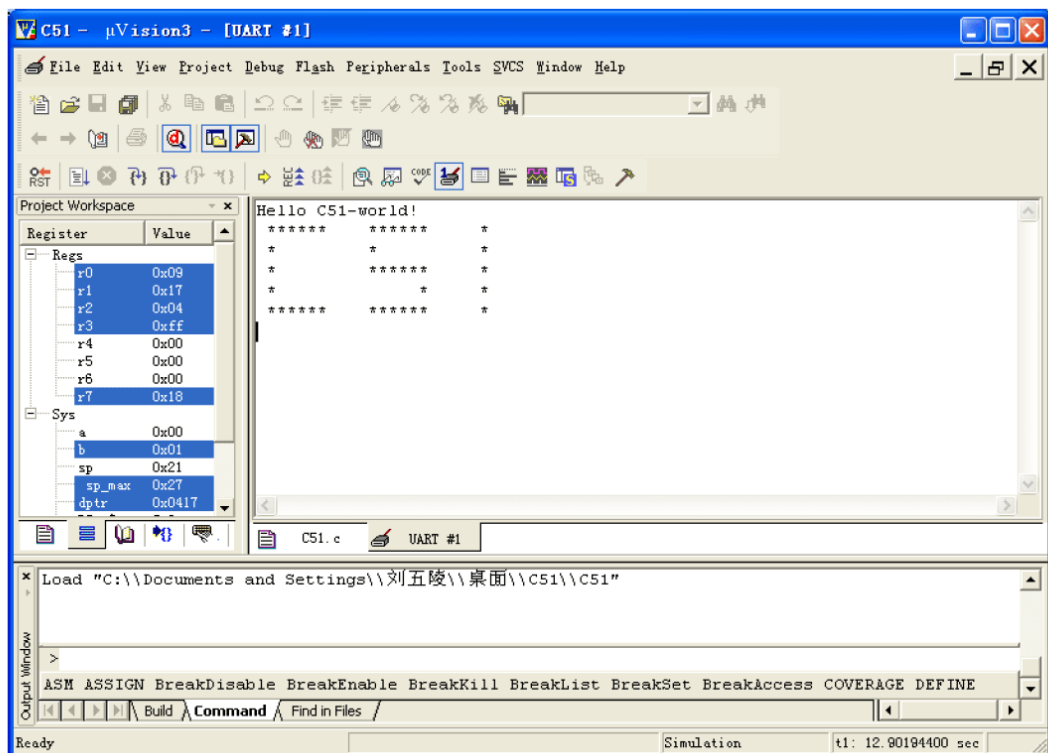 C51 - µVision3 - [UART #1]
File Edit View Project Debug Flash Peripherals Tools SVCS Window Help
RST CODE
Project Workspace
Register Value
Regs
r0 0x09
r1 0x17
r2 0x04
r3 0xff
r4 0x00
r5 0x00
r6 0x00
r7 0x18
Sys
a 0x00
b 0x01
sp 0x21
sp_max 0x27
dptr 0x0417
Hello C51-world!
****** ****** *
* * *
* ****** *
* * *
****** ****** *
C51.c UART #1
Load "C:\\Documents and Settings\\刘五陵\\桌面\\C51\\C51"
>
ASM ASSIGN BreakDisable BreakEnable BreakKill BreakList BreakSet BreakAccess COVERAGE DEFINE
Output Window
Build Command Find in Files
Ready Simulation t1: 12.90194400 sec